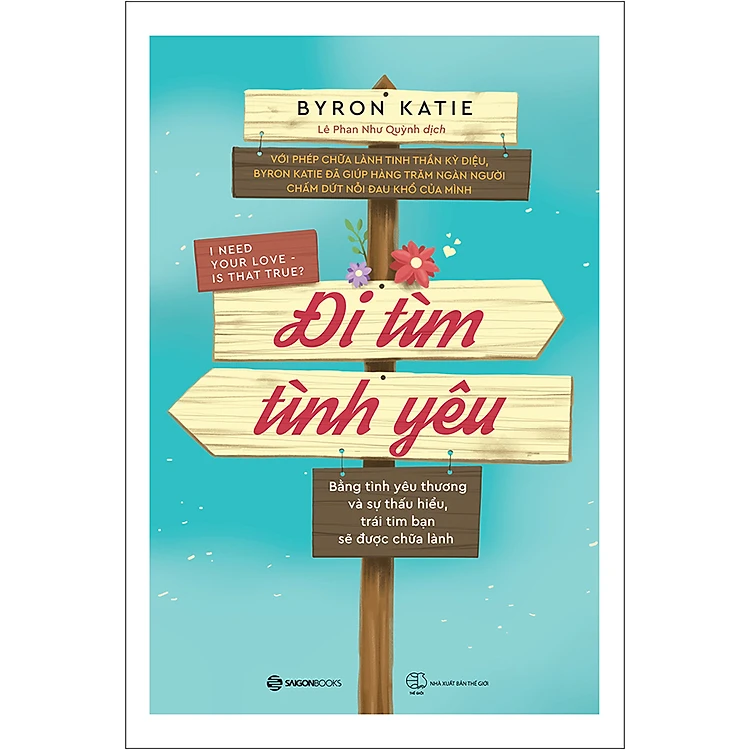 BYRON KATIE
Lê Phan Như Quỳnh dịch
VỚI PHÉP CHỮA LÀNH TINH THẦN KỲ DIỆU,
BYRON KATIE ĐÃ GIÚP HÀNG TRĂM NGÀN NGƯỜI
CHẤM DỨT NỖI ĐAU KHỔ CỦA MÌNH
I NEED
YOUR LOVE -
IS THAT TRUE?
Đi tìm
tình yêu
Bằng tình yêu thương
và sự thấu hiểu,
trái tim bạn
sẽ được chữa lành
SAIGONBOOKS
THẾ GIỚI
NHÀ XUẤT BẢN THẾ GIỚI